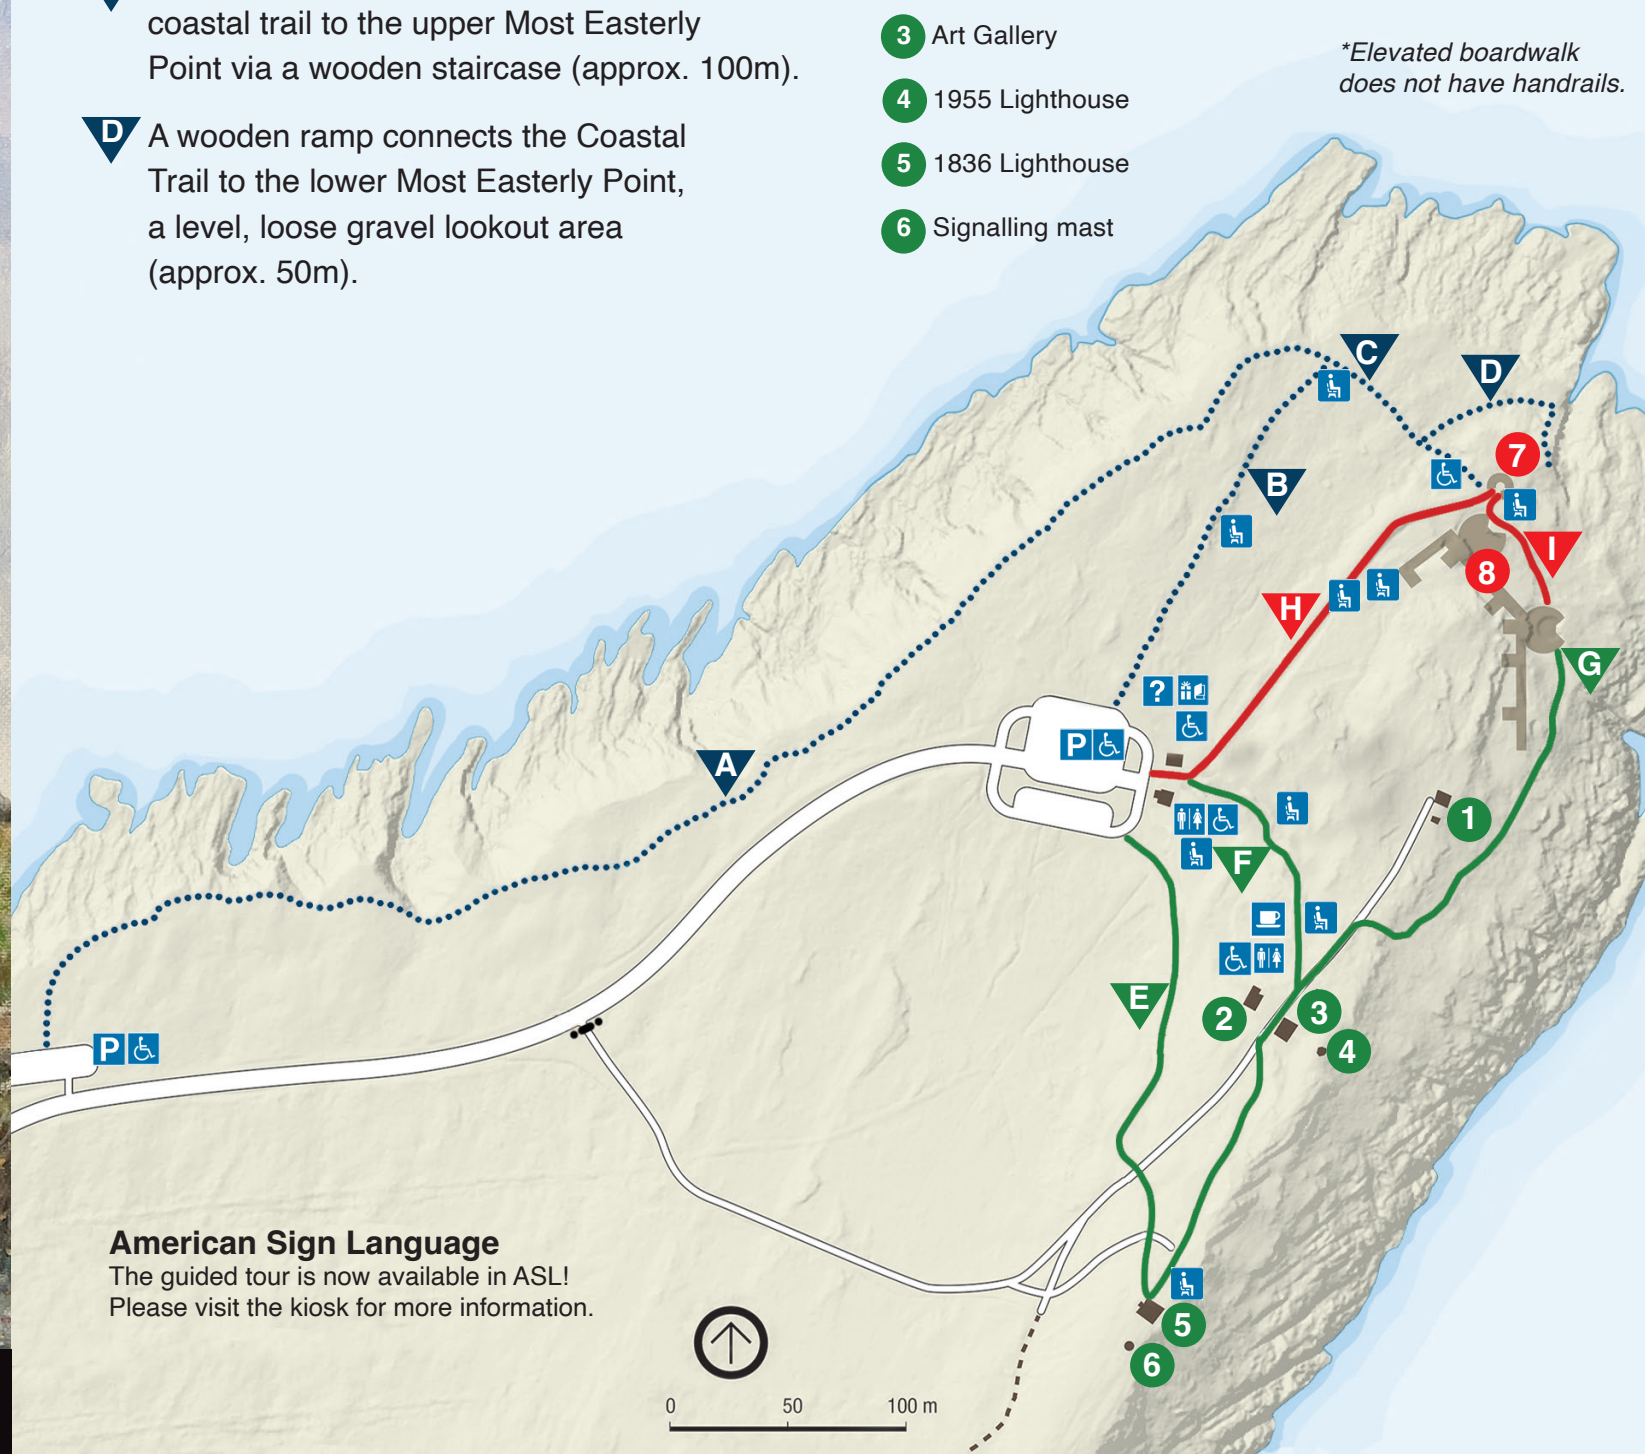 coastal trail to the upper Most Easterly
Point via a wooden staircase (approx. 100m).
D A wooden ramp connects the Coastal
Trail to the lower Most Easterly Point,
a level, loose gravel lookout area
(approx. 50m).
3 Art Gallery
4 1955 Lighthouse
5 1836 Lighthouse
6 Signalling mast
*Elevated boardwalk
does not have handrails.
C
D
7
B
I
8
H
G
?
P
A
1
F
E
2
3
4
P
5
6
American Sign Language
The guided tour is now available in ASL!
Please visit the kiosk for more information.
0 50 100 m